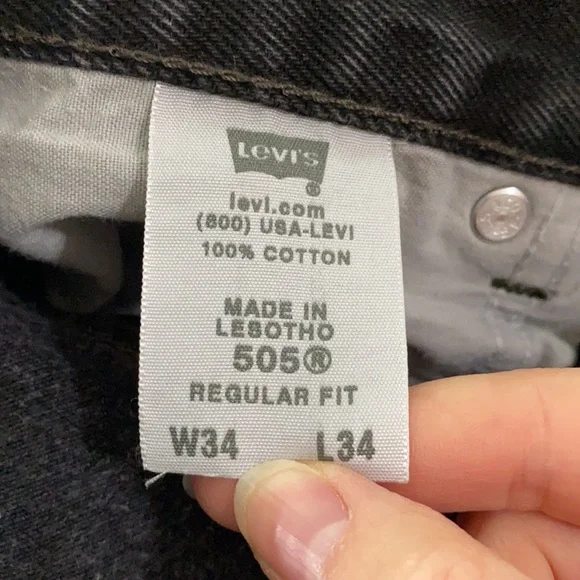 Levi's
®
levi.com
(800) USA-LEVI
100% COTTON
MADE IN
LESOTHO
505®
REGULAR FIT
W34 L34